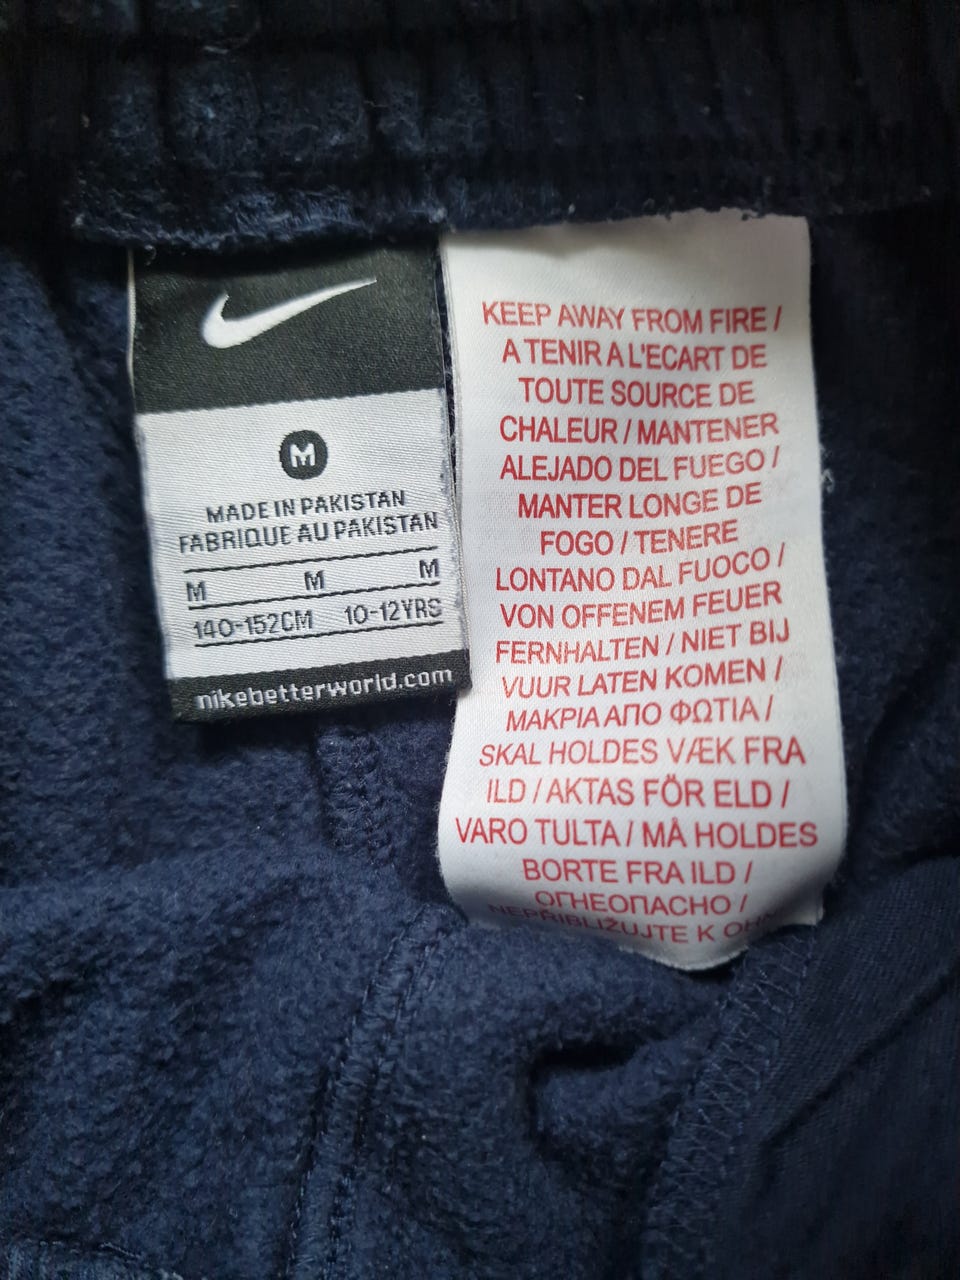 M
MADE IN PAKISTAN
FABRIQUE AU PAKISTAN
M M M
140-152CM 10-12YRS
nikebetterworld.com
KEEP AWAY FROM FIRE /
A TENIR A L'ECART DE
TOUTE SOURCE DE
CHALEUR / MANTENER
ALEJADO DEL FUEGO /
MANTER LONGE DE
FOGO / TENERE
LONTANO DAL FUOCO /
VON OFFENEM FEUER
FERNHALTEN / NIET BIJ
VUUR LATEN KOMEN /
ΜΑΚΡΙΑ ΑΠΟ ΦΩΤΙΑ /
SKAL HOLDES VÆK FRA
ILD / AKTAS FÖR ELD /
VARO TULTA / MÅ HOLDES
BORTE FRA ILD /
ОГНЕОПАСНО /
NEPŘIBLIŽUJTE K